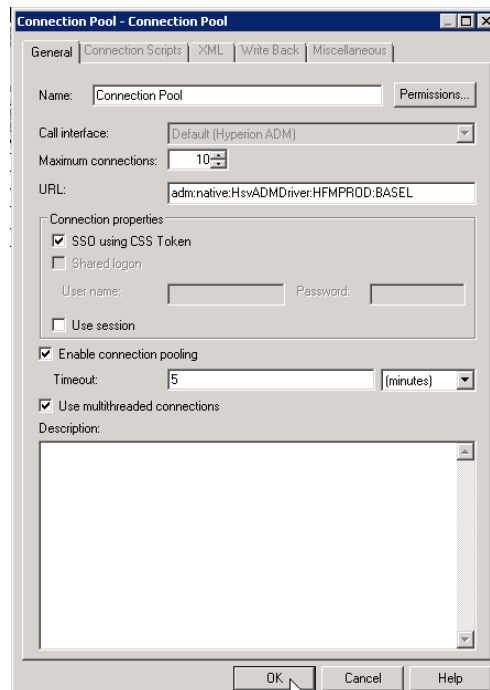 Connection Pool - Connection Pool
General Connection Scripts XML Write Back Miscellaneous
Name: Connection Pool Permissions...
Call interface: Default (Hyperion ADM)
Maximum connections: 10
URL: adm:native:HsvADMDriver:HFMPROD:BASEL
Connection properties
SSO using CSS Token
Shared logon
User name: Password:
Use session
Enable connection pooling
Timeout: 5 (minutes)
Use multithreaded connections
Description:
OK Cancel Help